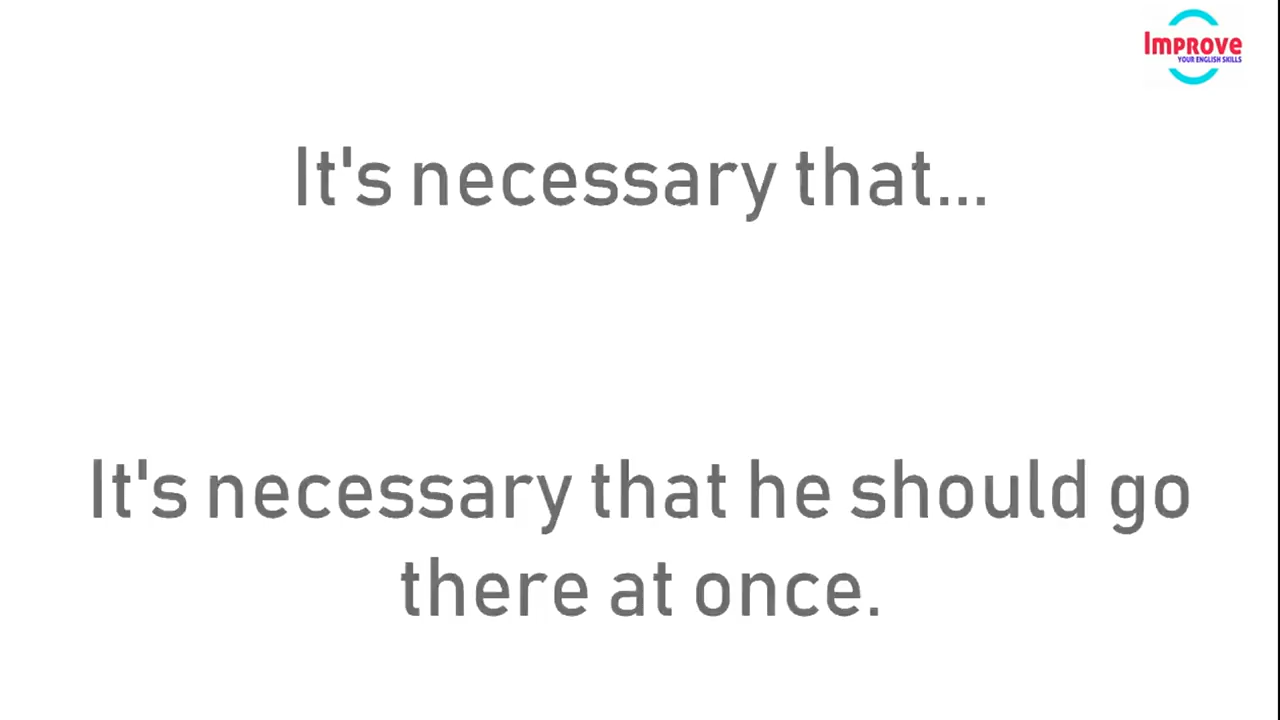 Improve
YOUR ENGLISH SKILLS
It's necessary that...
It's necessary that he should go
there at once.